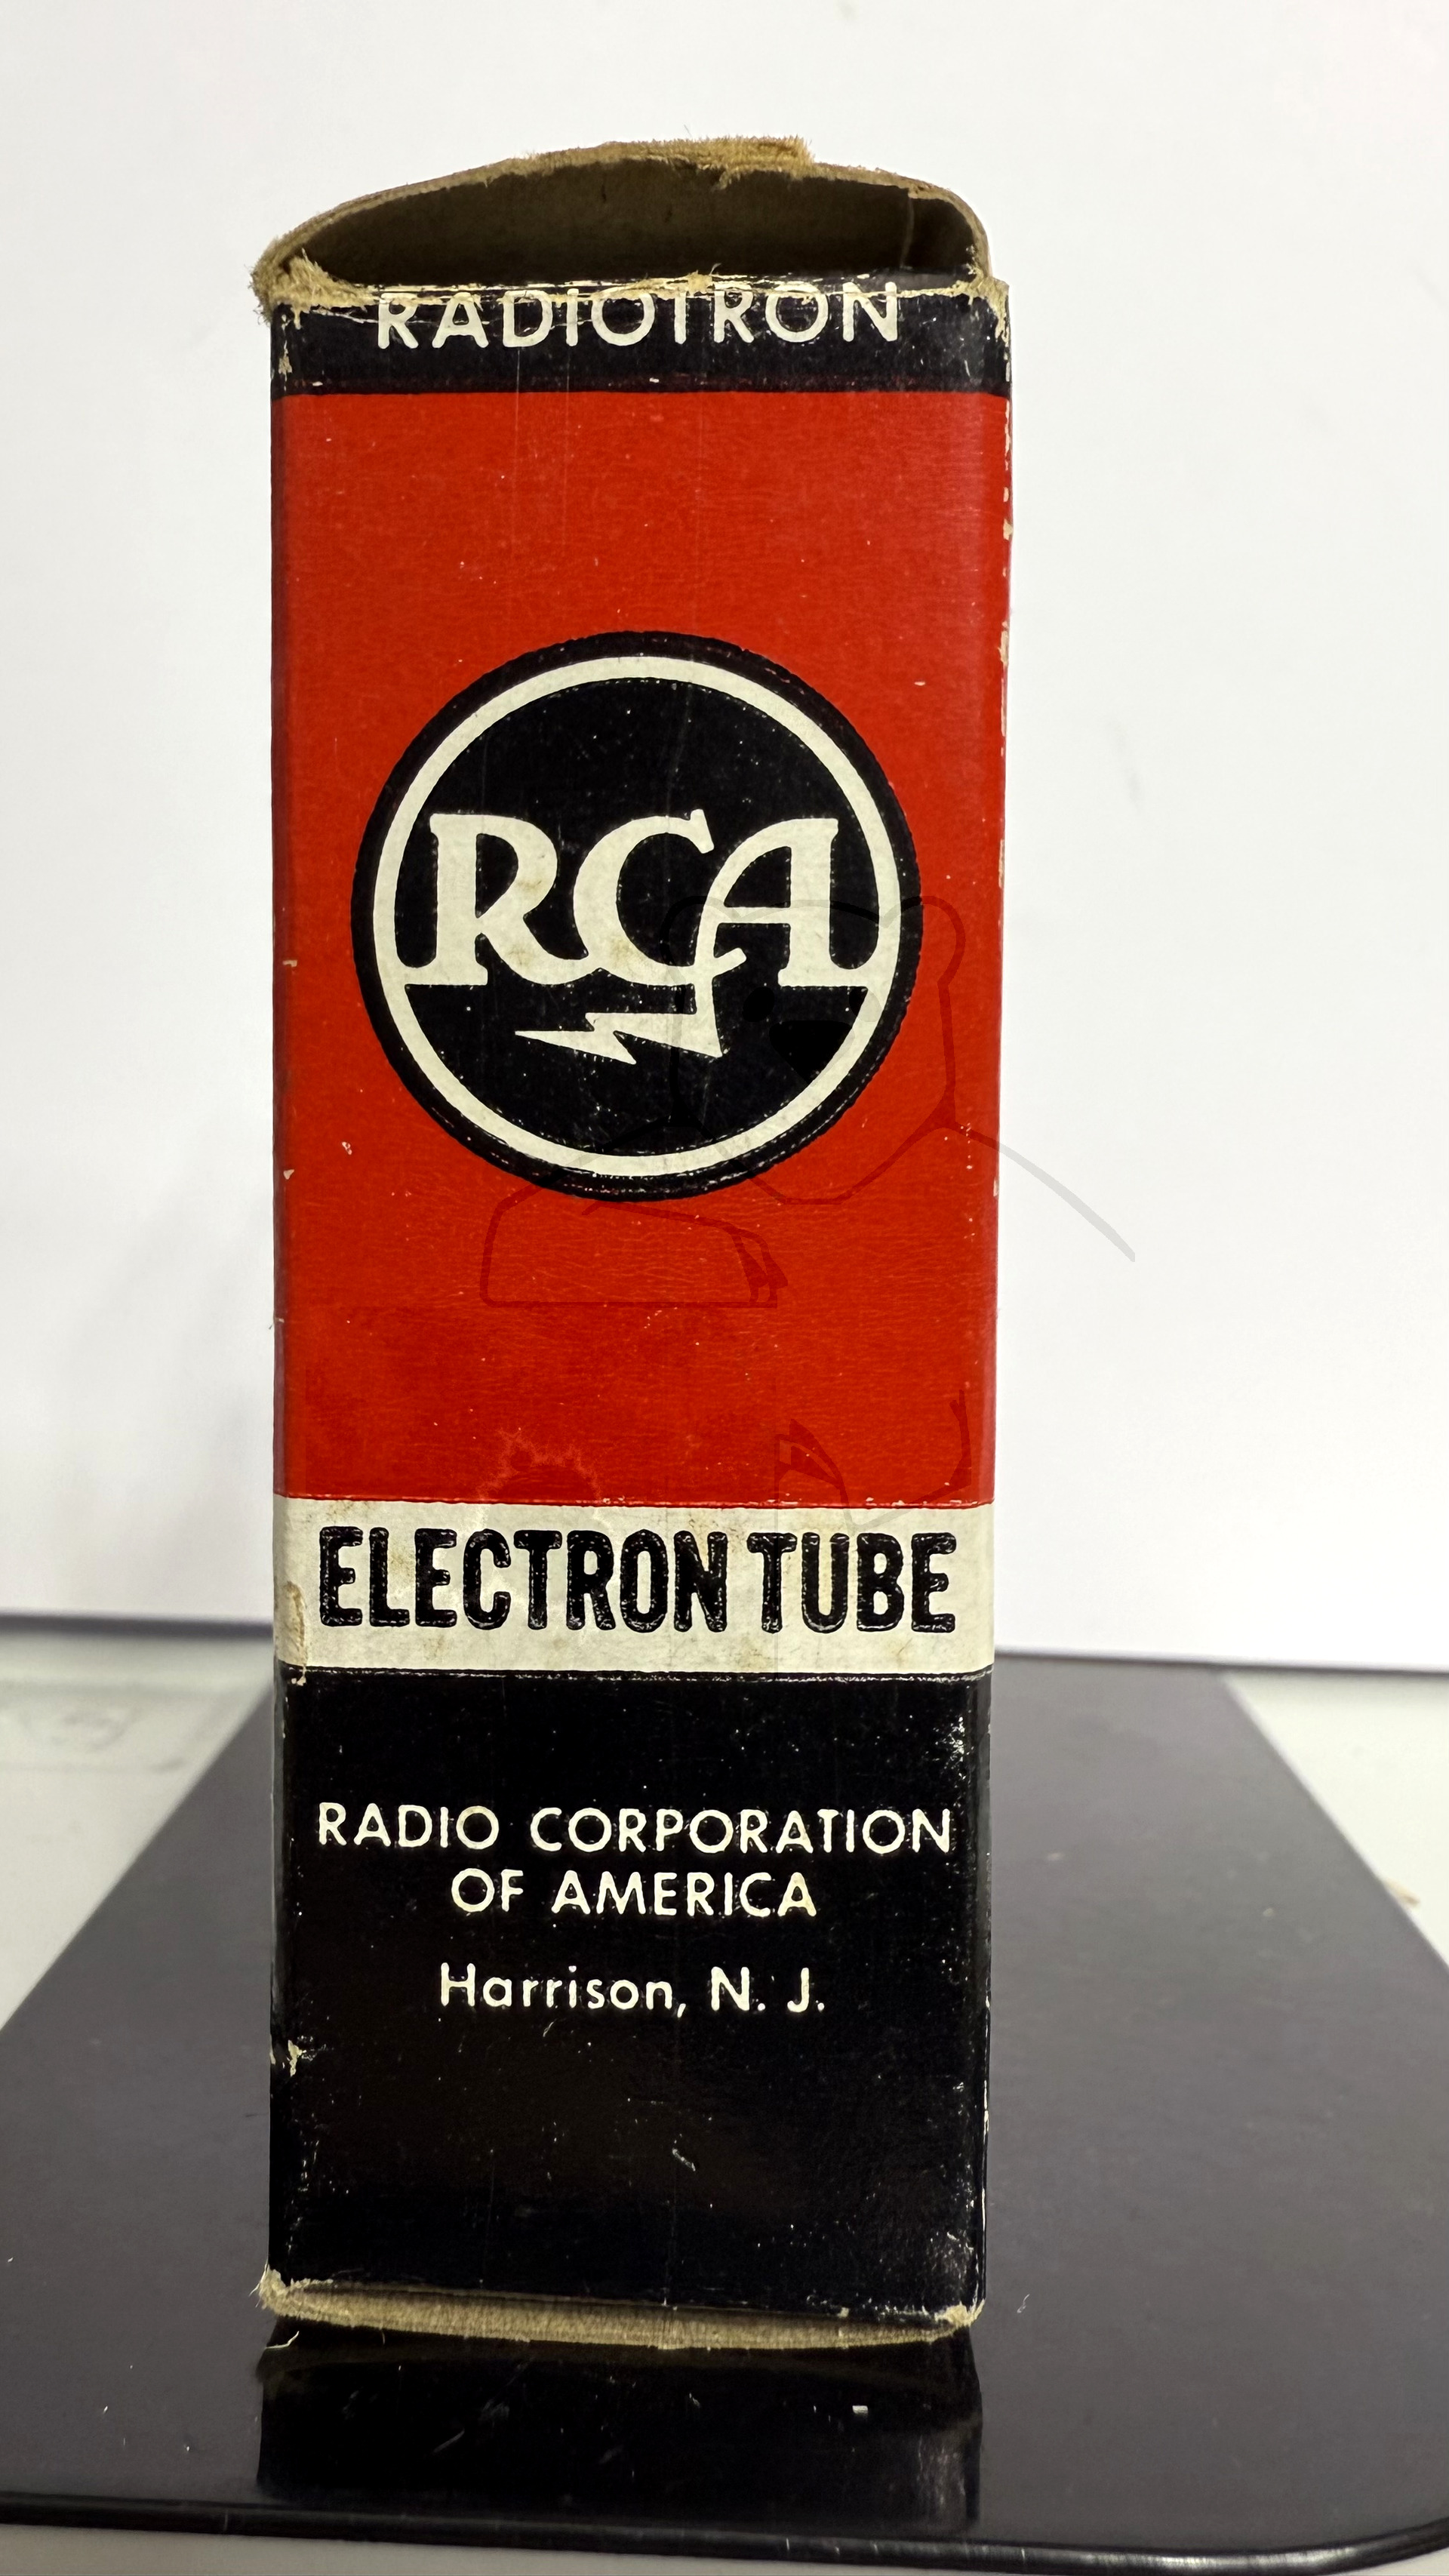 RADIOTRON
RCA
ELECTRON TUBE
RADIO CORPORATION
OF AMERICA
Harrison, N. J.